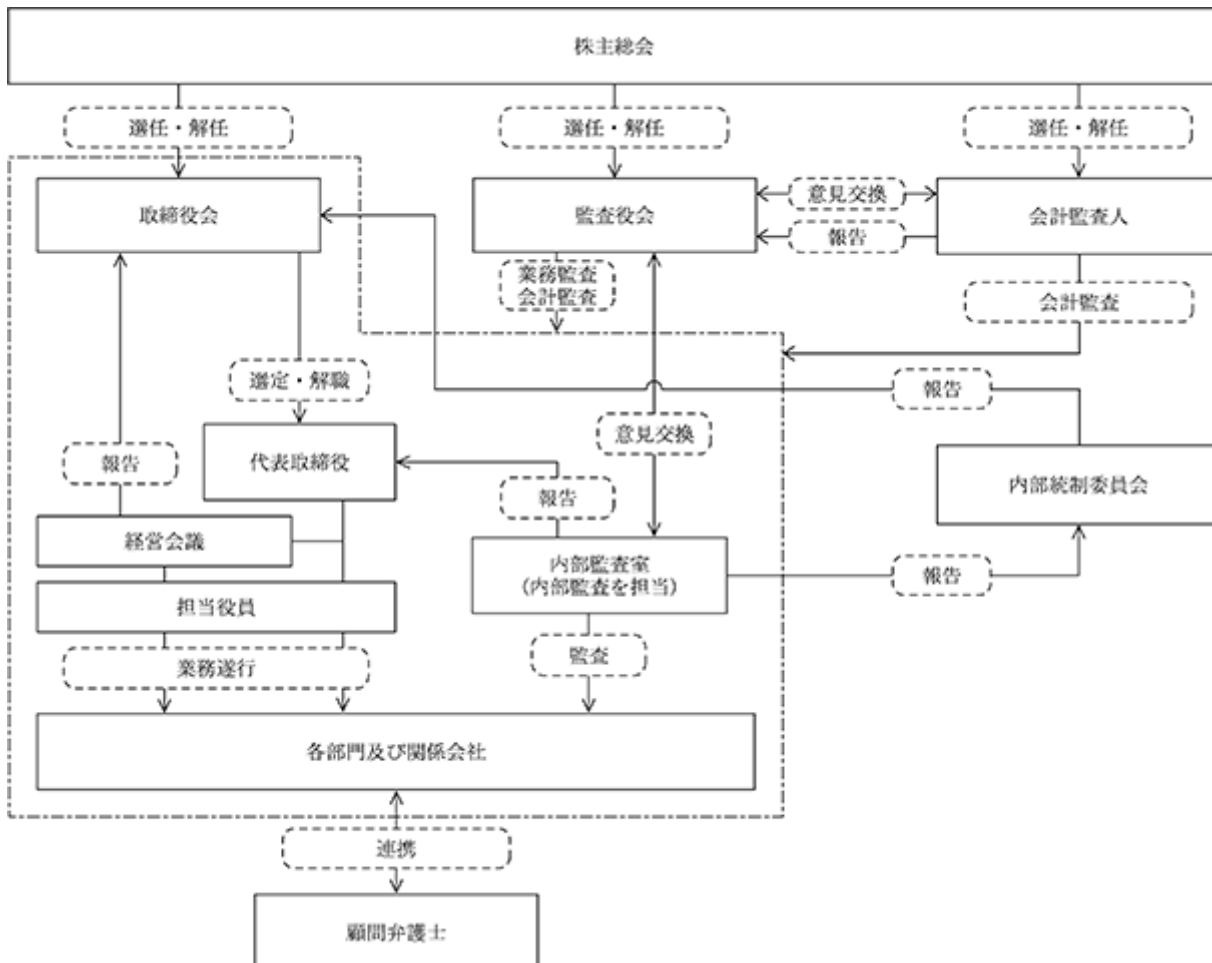 株主総会
選任・解任
選任・解任
選任・解任
取締役会
監査役会
意見交換
報告
会計監査人
業務監査
会計監査
会計監査
選定・解職
報告
意見交換
代表取締役
報告
報告
内部統制委員会
経営会議
内部監査室
(内部監査を担当)
報告
担当役員
業務遂行
監査
各部門及び関係会社
連携
顧問弁護士